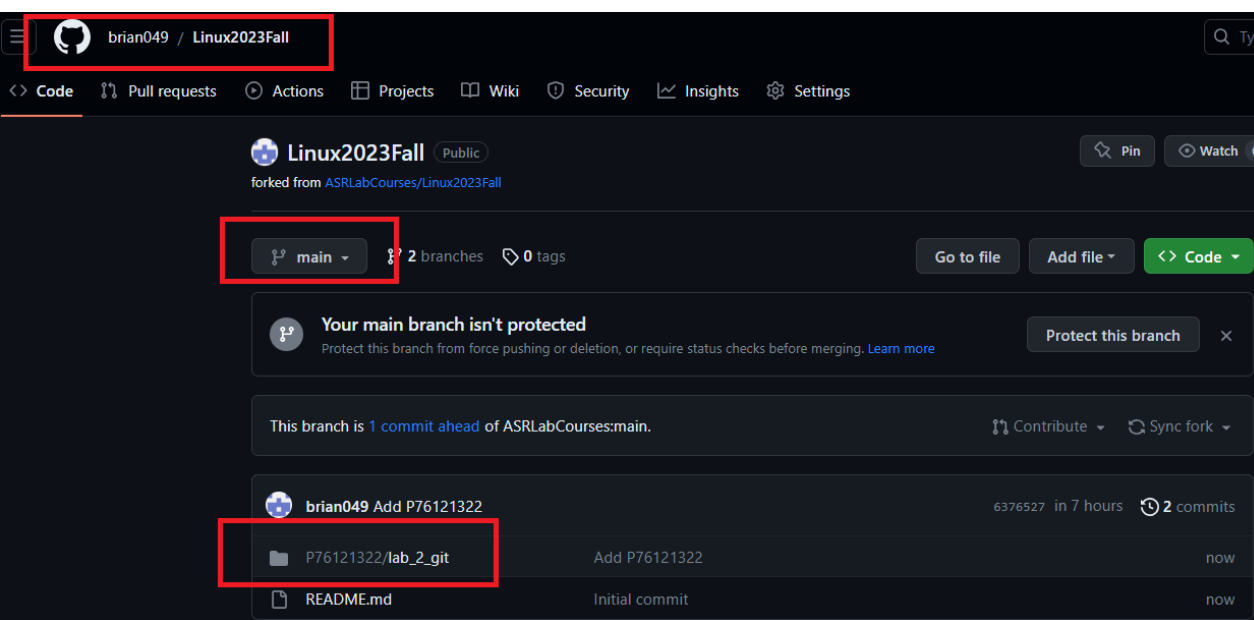 brian049 / Linux2023Fall
Ty
Code Pull requests Actions Projects Wiki Security Insights Settings
Linux2023Fall Public
Pin Watch
forked from ASRLabCourses/Linux2023Fall
main 2 branches 0 tags
Go to file Add file Code
Your main branch isn't protected
Protect this branch from force pushing or deletion, or require status checks before merging. Learn more
Protect this branch
This branch is 1 commit ahead of ASRLabCourses:main.
Contribute Sync fork
brian049 Add P76121322 6376527 in 7 hours 2 commits
P76121322/lab_2_git Add P76121322 now
README.md Initial commit now